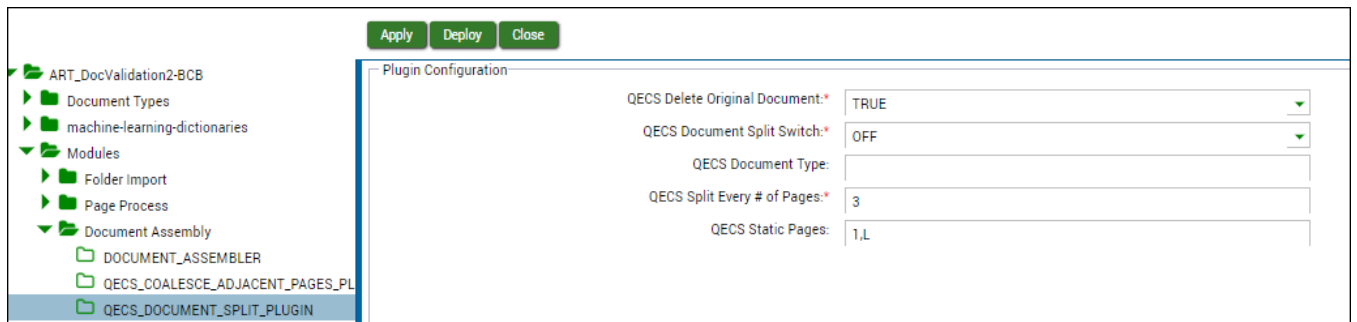 Apply Deploy Close
ART_DocValidation2-BCB
Document Types
machine-learning-dictionaries
Modules
Folder Import
Page Process
Document Assembly
DOCUMENT_ASSEMBLER
QECS_COALESCE_ADJACENT_PAGES_PL
QECS_DOCUMENT_SPLIT_PLUGIN
Plugin Configuration
QECS Delete Original Document:* TRUE
QECS Document Split Switch:* OFF
QECS Document Type:
QECS Split Every # of Pages:* 3
QECS Static Pages: 1,L